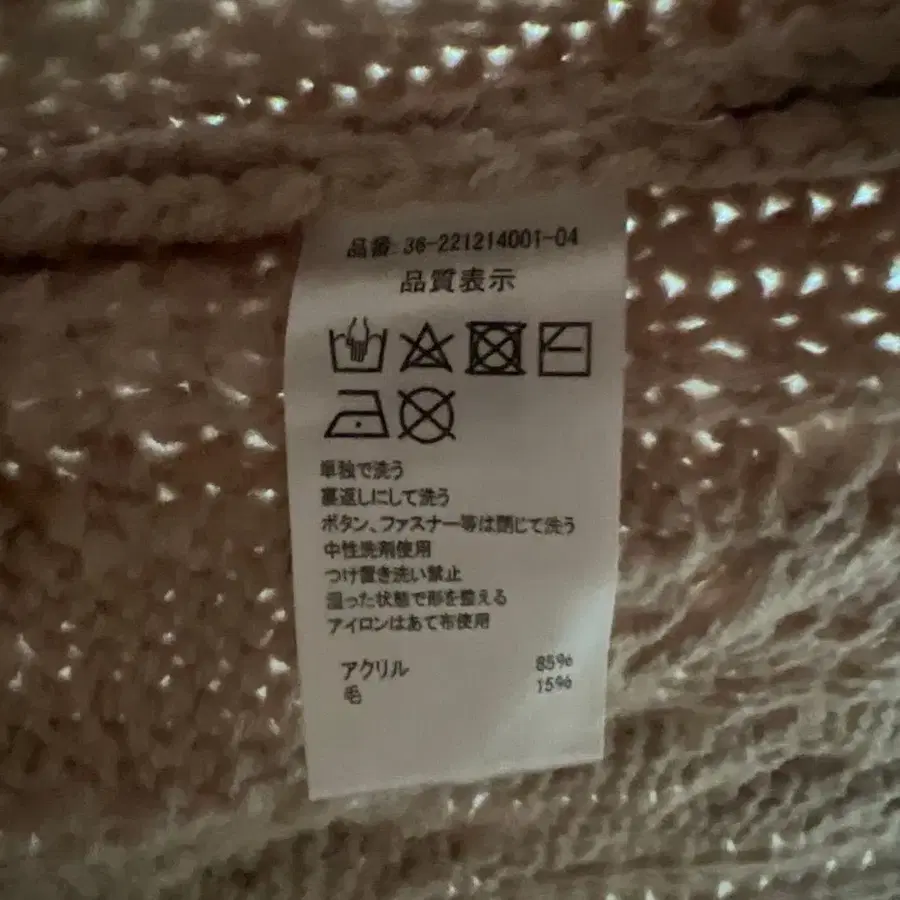 品番 36-221214001-04
品質表示
単独で洗う
裏返しにして洗う
ボタン、ファスナー等は閉じて洗う
中性洗剤使用
つけ置き洗い禁止
湿った状態で形を整える
アイロンはあて布使用
アクリル 85%
毛 15%